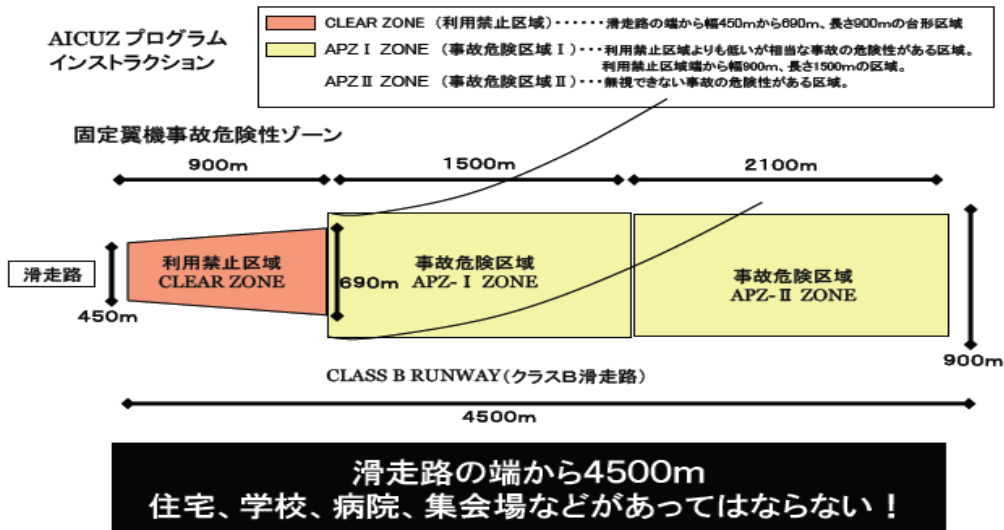 AICUZ プログラム
インストラクション
CLEAR ZONE（利用禁止区域）・・・・・・滑走路の端から幅450mから690m、長さ900mの台形区域
APZ I ZONE（事故危険区域Ⅰ）・・・利用禁止区域よりも低いが相当な事故の危険性がある区域。
利用禁止区域端から幅900m、長さ1500mの区域。
APZ Ⅱ ZONE（事故危険区域Ⅱ）・・・無視できない事故の危険性がある区域。
固定翼機事故危険性ゾーン
900m
1500m
2100m
滑走路
450m
利用禁止区域
CLEAR ZONE
690m
事故危険区域
APZ-Ⅰ ZONE
事故危険区域
APZ-Ⅱ ZONE
900m
CLASS B RUNWAY（クラスB滑走路）
4500m
滑走路の端から4500m
住宅、学校、病院、集会場などがあってはならない！